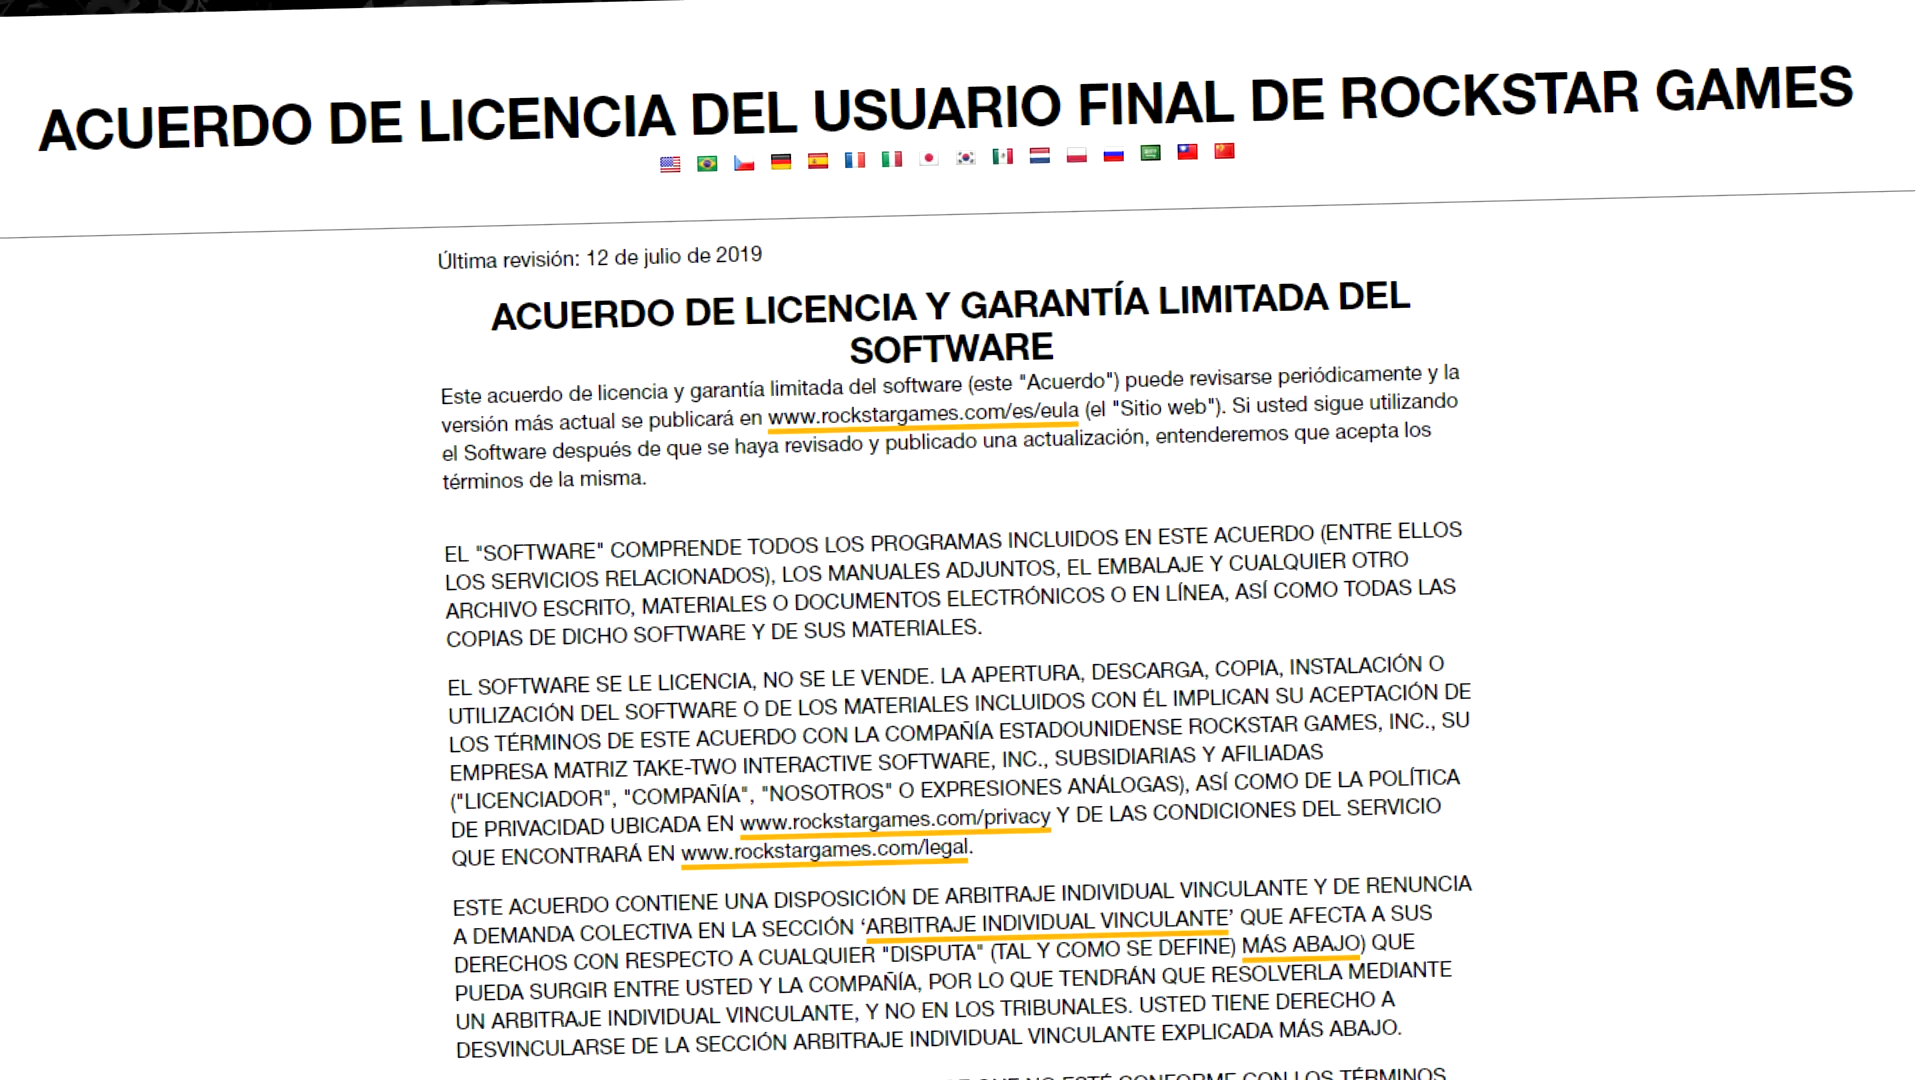 ACUERDO DE LICENCIA DEL USUARIO FINAL DE ROCKSTAR GAMES
Última revisión: 12 de julio de 2019
ACUERDO DE LICENCIA Y GARANTÍA LIMITADA DEL
SOFTWARE
Este acuerdo de licencia y garantía limitada del software (este "Acuerdo") puede revisarse periódicamente y la
versión más actual se publicará en www.rockstargames.com/es/eula (el "Sitio web"). Si usted sigue utilizando
el Software después de que se haya revisado y publicado una actualización, entenderemos que acepta los
términos de la misma.
EL "SOFTWARE" COMPRENDE TODOS LOS PROGRAMAS INCLUIDOS EN ESTE ACUERDO (ENTRE ELLOS
LOS SERVICIOS RELACIONADOS), LOS MANUALES ADJUNTOS, EL EMBALAJE Y CUALQUIER OTRO
ARCHIVO ESCRITO, MATERIALES O DOCUMENTOS ELECTRÓNICOS O EN LÍNEA, ASÍ COMO TODAS LAS
COPIAS DE DICHO SOFTWARE Y DE SUS MATERIALES.
EL SOFTWARE SE LE LICENCIA, NO SE LE VENDE. LA APERTURA, DESCARGA, COPIA, INSTALACIÓN O
UTILIZACIÓN DEL SOFTWARE O DE LOS MATERIALES INCLUIDOS CON ÉL IMPLICAN SU ACEPTACIÓN DE
LOS TÉRMINOS DE ESTE ACUERDO CON LA COMPAÑÍA ESTADOUNIDENSE ROCKSTAR GAMES, INC., SU
EMPRESA MATRIZ TAKE-TWO INTERACTIVE SOFTWARE, INC., SUBSIDIARIAS Y AFILIADAS
("LICENCIADOR", "COMPAÑÍA", "NOSOTROS" O EXPRESIONES ANÁLOGAS), ASÍ COMO DE LA POLÍTICA
DE PRIVACIDAD UBICADA EN www.rockstargames.com/privacy Y DE LAS CONDICIONES DEL SERVICIO
QUE ENCONTRARÁ EN www.rockstargames.com/legal.
ESTE ACUERDO CONTIENE UNA DISPOSICIÓN DE ARBITRAJE INDIVIDUAL VINCULANTE Y DE RENUNCIA
A DEMANDA COLECTIVA EN LA SECCIÓN ‘ARBITRAJE INDIVIDUAL VINCULANTE’ QUE AFECTA A SUS
DERECHOS CON RESPECTO A CUALQUIER "DISPUTA" (TAL Y COMO SE DEFINE) MÁS ABAJO) QUE
PUEDA SURGIR ENTRE USTED Y LA COMPAÑÍA, POR LO QUE TENDRÁN QUE RESOLVERLA MEDIANTE
UN ARBITRAJE INDIVIDUAL VINCULANTE, Y NO EN LOS TRIBUNALES. USTED TIENE DERECHO A
DESVINCULARSE DE LA SECCIÓN ARBITRAJE INDIVIDUAL VINCULANTE EXPLICADA MÁS ABAJO.
QUE NO ESTÉ CONFORME CON LOS TÉRMINOS